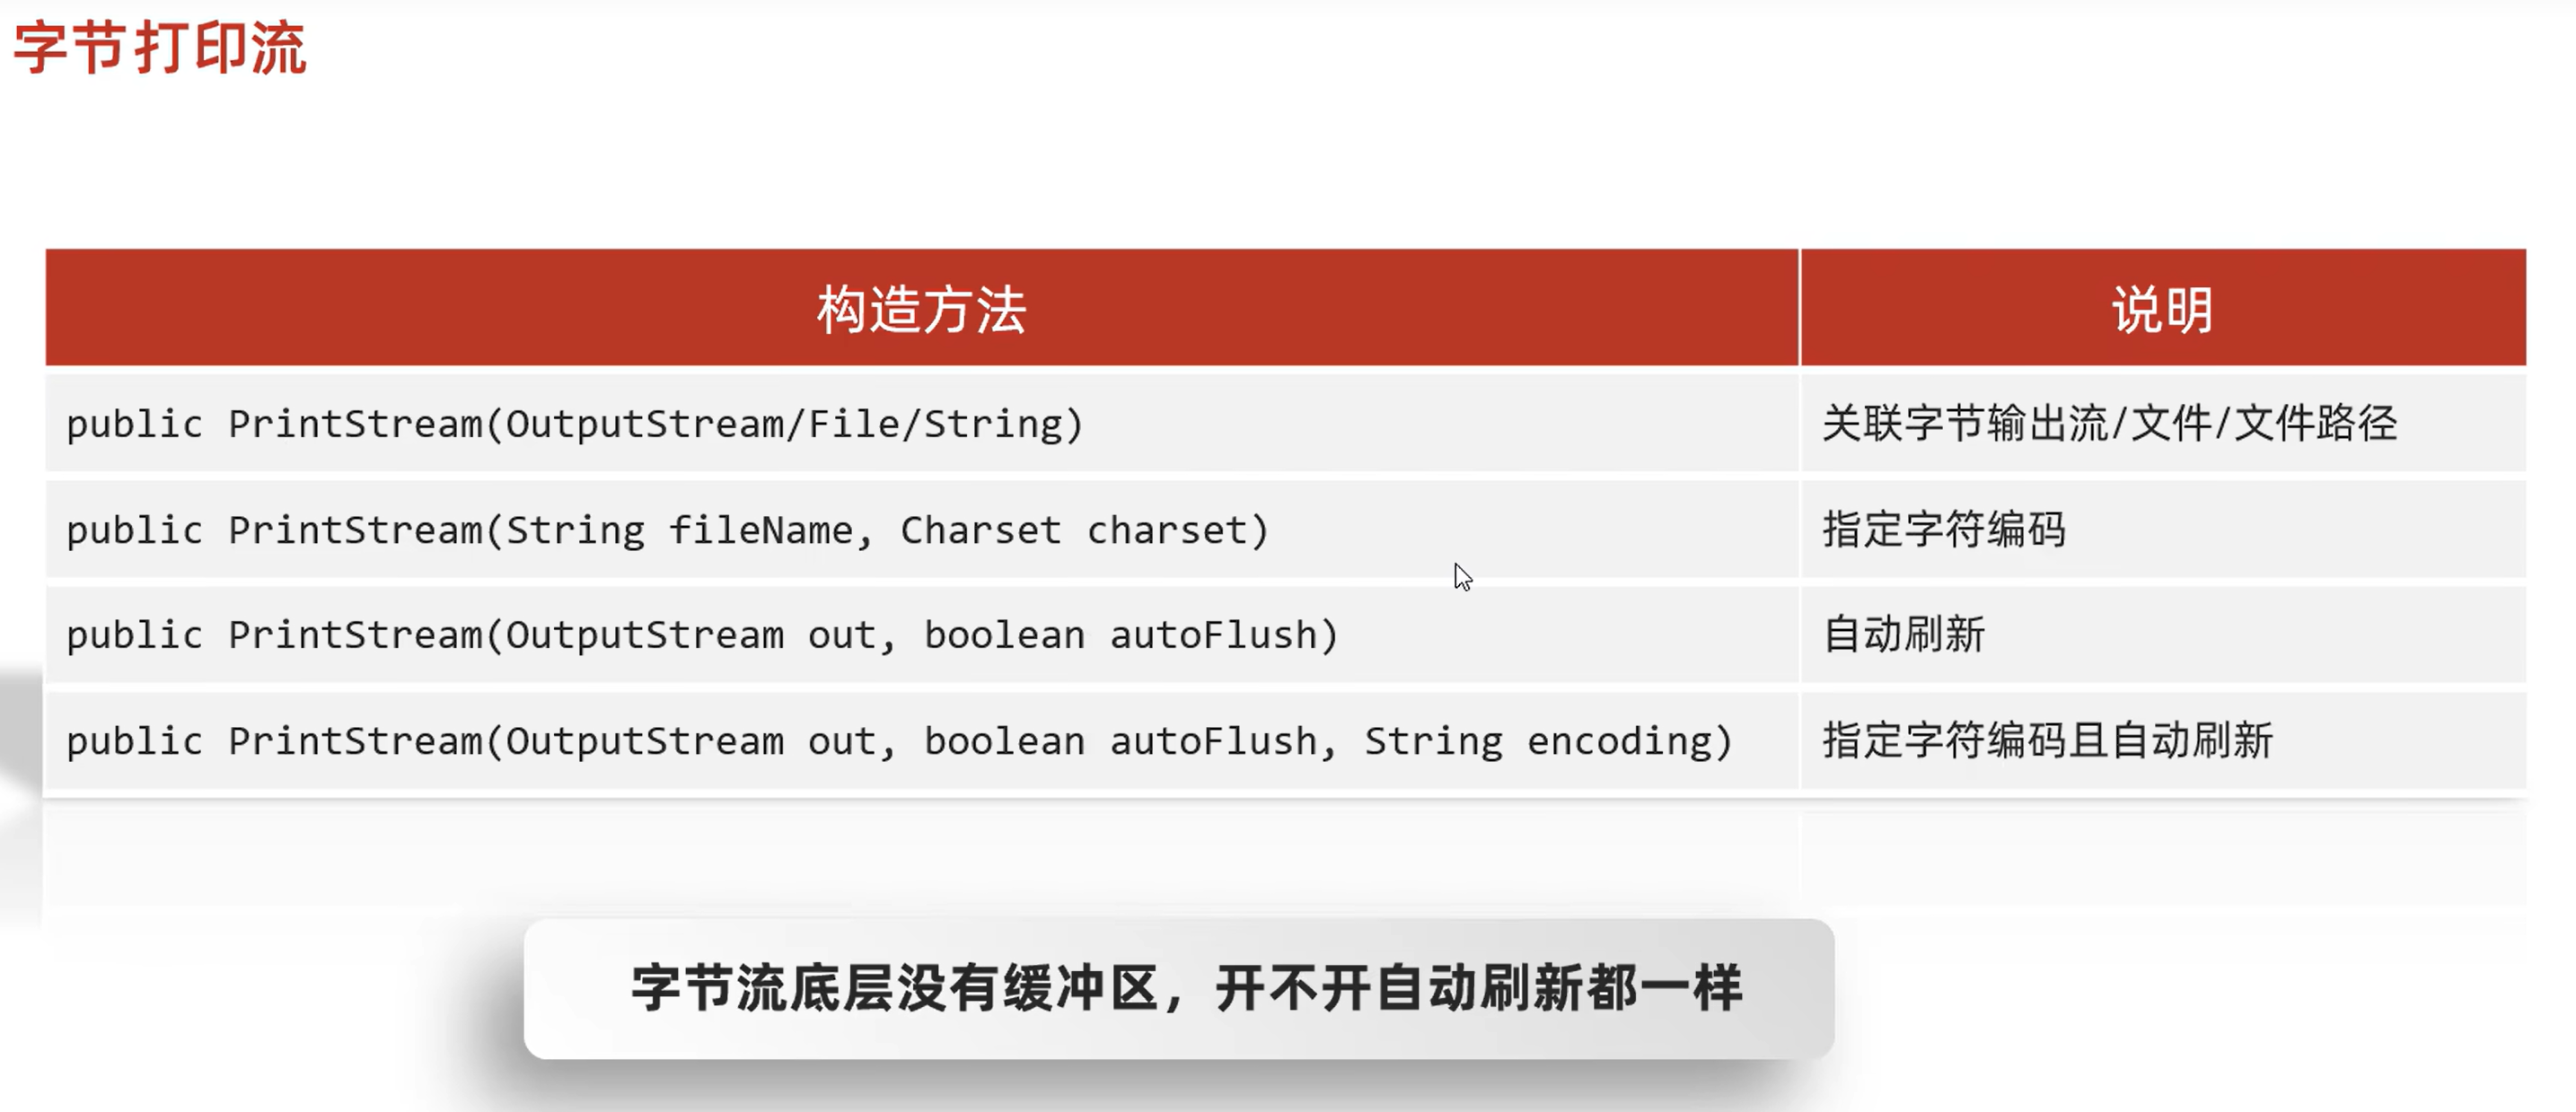 字节打印流
构造方法 说明
public PrintStream(OutputStream/File/String) 关联字节输出流/文件/文件路径
public PrintStream(String fileName, Charset charset) 指定字符编码
public PrintStream(OutputStream out, boolean autoFlush) 自动刷新
public PrintStream(OutputStream out, boolean autoFlush, String encoding) 指定字符编码且自动刷新
字节流底层没有缓冲区，开不开自动刷新都一样